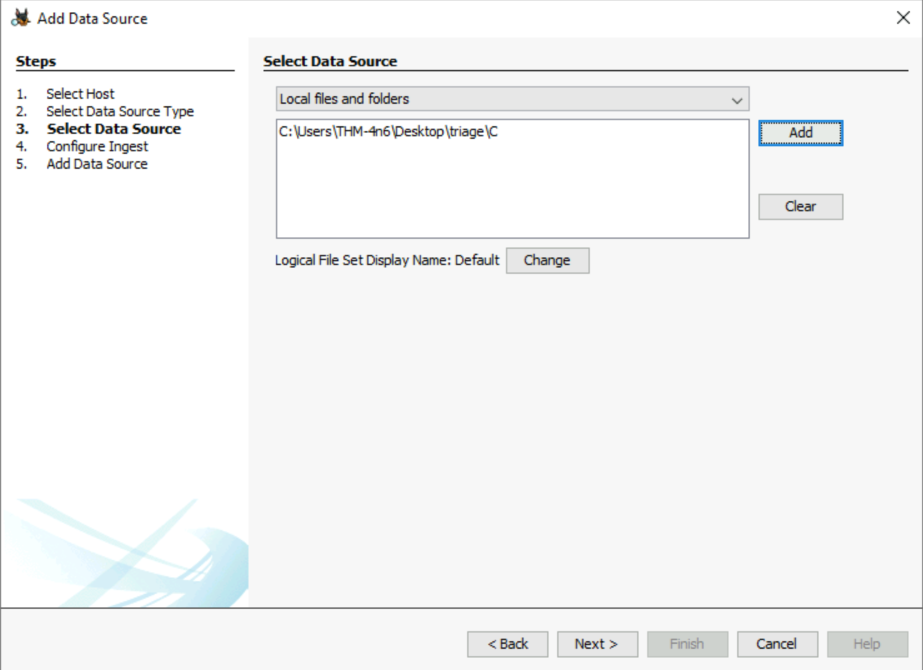 Add Data Source
Steps
1. Select Host
2. Select Data Source Type
3. Select Data Source
4. Configure Ingest
5. Add Data Source
Select Data Source
Local files and folders
C:\Users\THM-4n6\Desktop\triage\C
Add
Clear
Logical File Set Display Name: Default Change
< Back Next > Finish Cancel Help